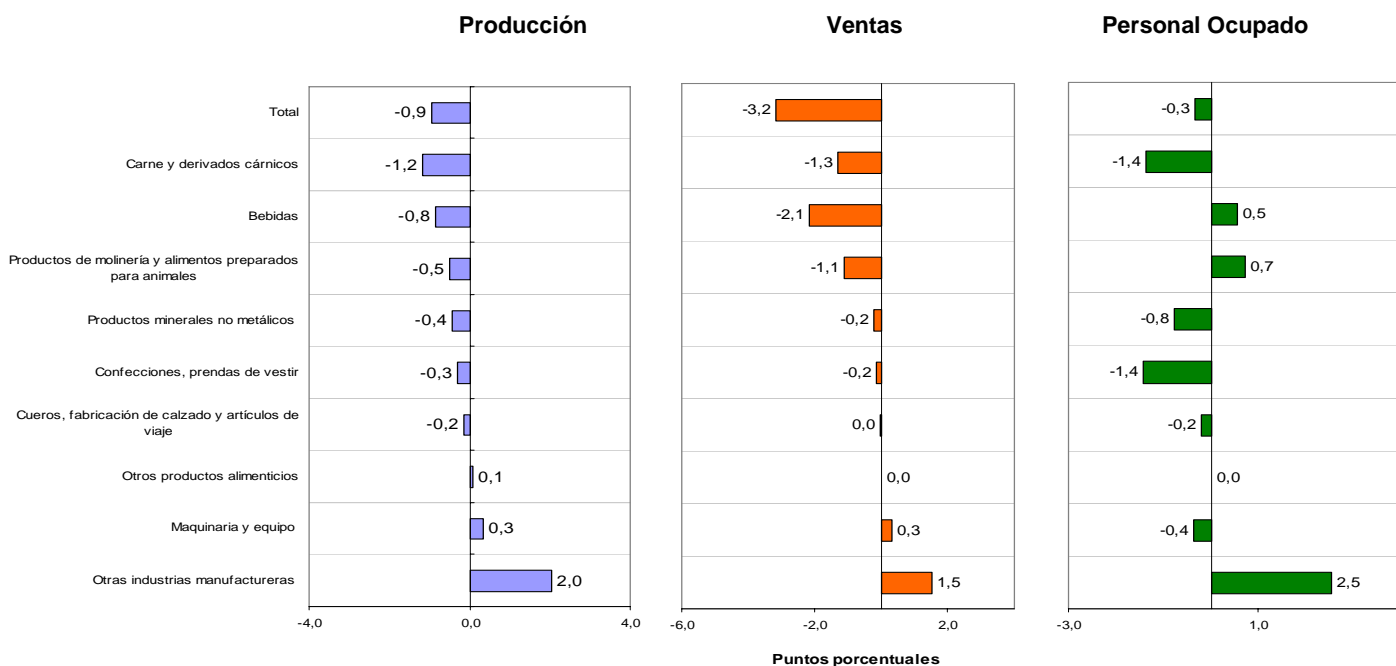 Producción
Ventas
Personal Ocupado
Total
-0,9
-3,2
-0,3
Carne y derivados cárnicos
-1,2
-1,3
-1,4
Bebidas
-0,8
-2,1
0,5
Productos de molinería y alimentos preparados
para animales
-0,5
-1,1
0,7
Productos minerales no metálicos
-0,4
-0,2
-0,8
Confecciones, prendas de vestir
-0,3
-0,2
-1,4
Cueros, fabricación de calzado y artículos de
viaje
-0,2
0,0
-0,2
Otros productos alimenticios
0,1
0,0
0,0
Maquinaria y equipo
0,3
0,3
-0,4
Otras industrias manufactureras
2,0
1,5
2,5
-4,0
0,0
4,0
-6,0
-2,0
2,0
-3,0
1,0
Puntos porcentuales